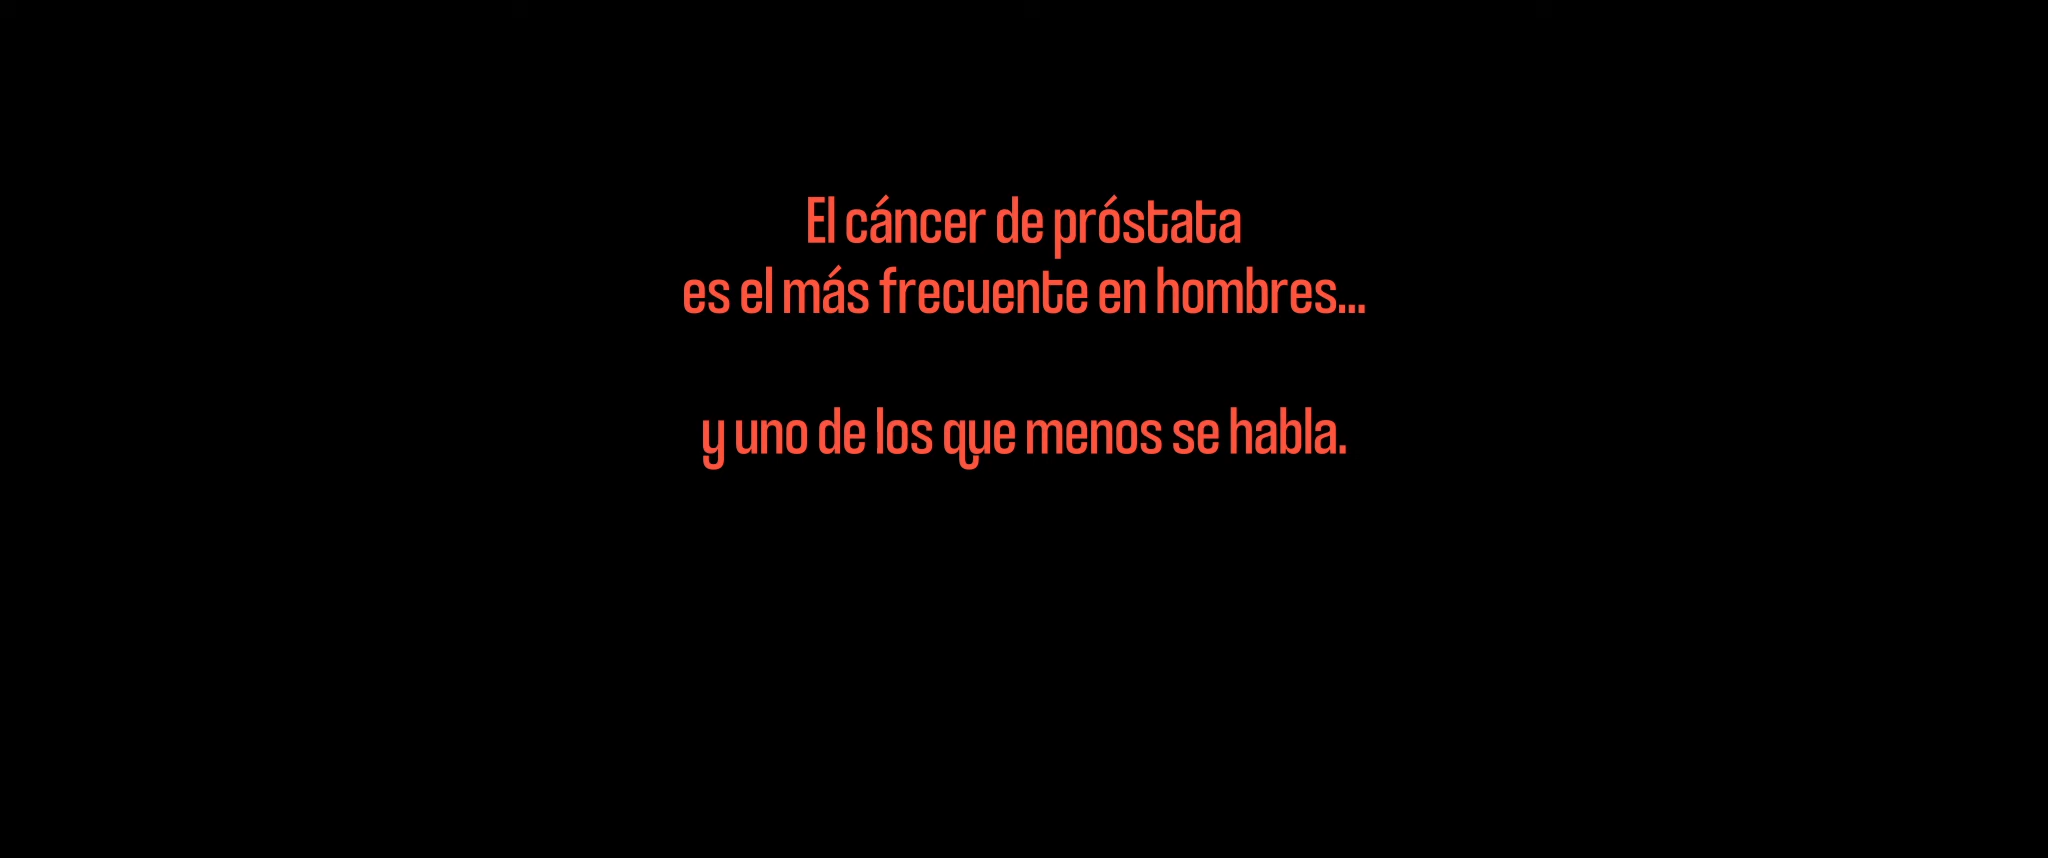 El cáncer de próstata
es el más frecuente en hombres...
y uno de los que menos se habla.